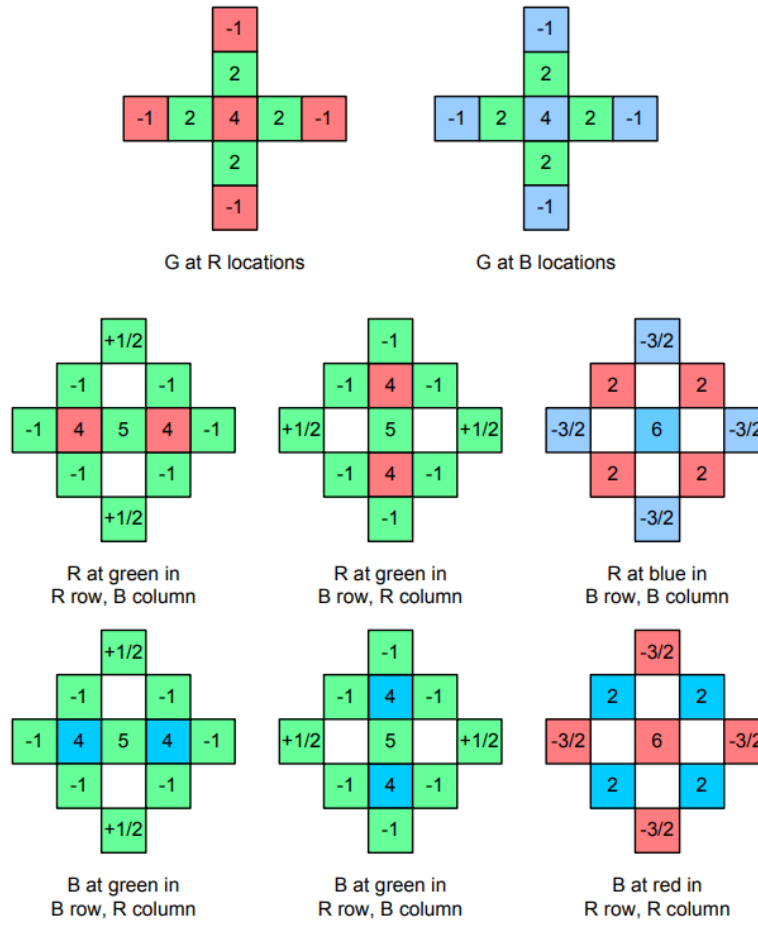 -1
2
-1 2 4 2 -1
2
-1
G at R locations
-1
2
-1 2 4 2 -1
2
-1
G at B locations
+1/2
-1 -1
-1 4 5 4 -1
-1 -1
+1/2
R at green in
R row, B column
-1
-1 4 -1
+1/2 5 +1/2
-1 4 -1
-1
R at green in
B row, R column
-3/2
2 2
-3/2 6 -3/2
2 2
-3/2
R at blue in
B row, B column
+1/2
-1 -1
-1 4 5 4 -1
-1 -1
+1/2
B at green in
B row, R column
-1
-1 4 -1
+1/2 5 +1/2
-1 4 -1
-1
B at green in
R row, B column
-3/2
2 2
-3/2 6 -3/2
2 2
-3/2
B at red in
R row, R column